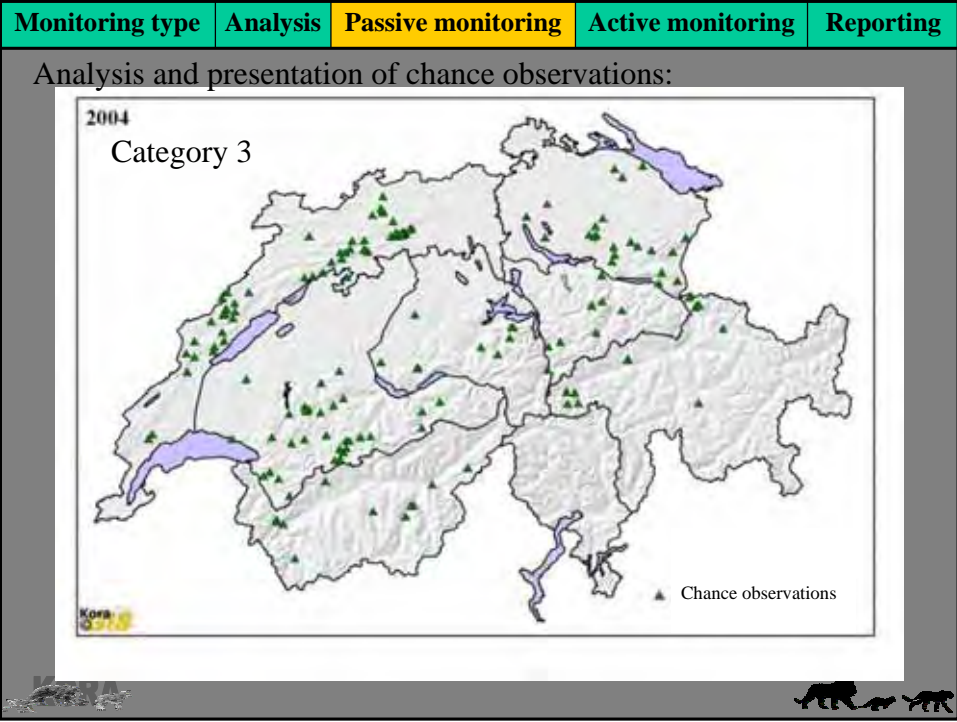 Monitoring type Analysis Passive monitoring Active monitoring Reporting
Analysis and presentation of chance observations:
2004
Category 3
Chance observations
Kora
© GIS
KORA